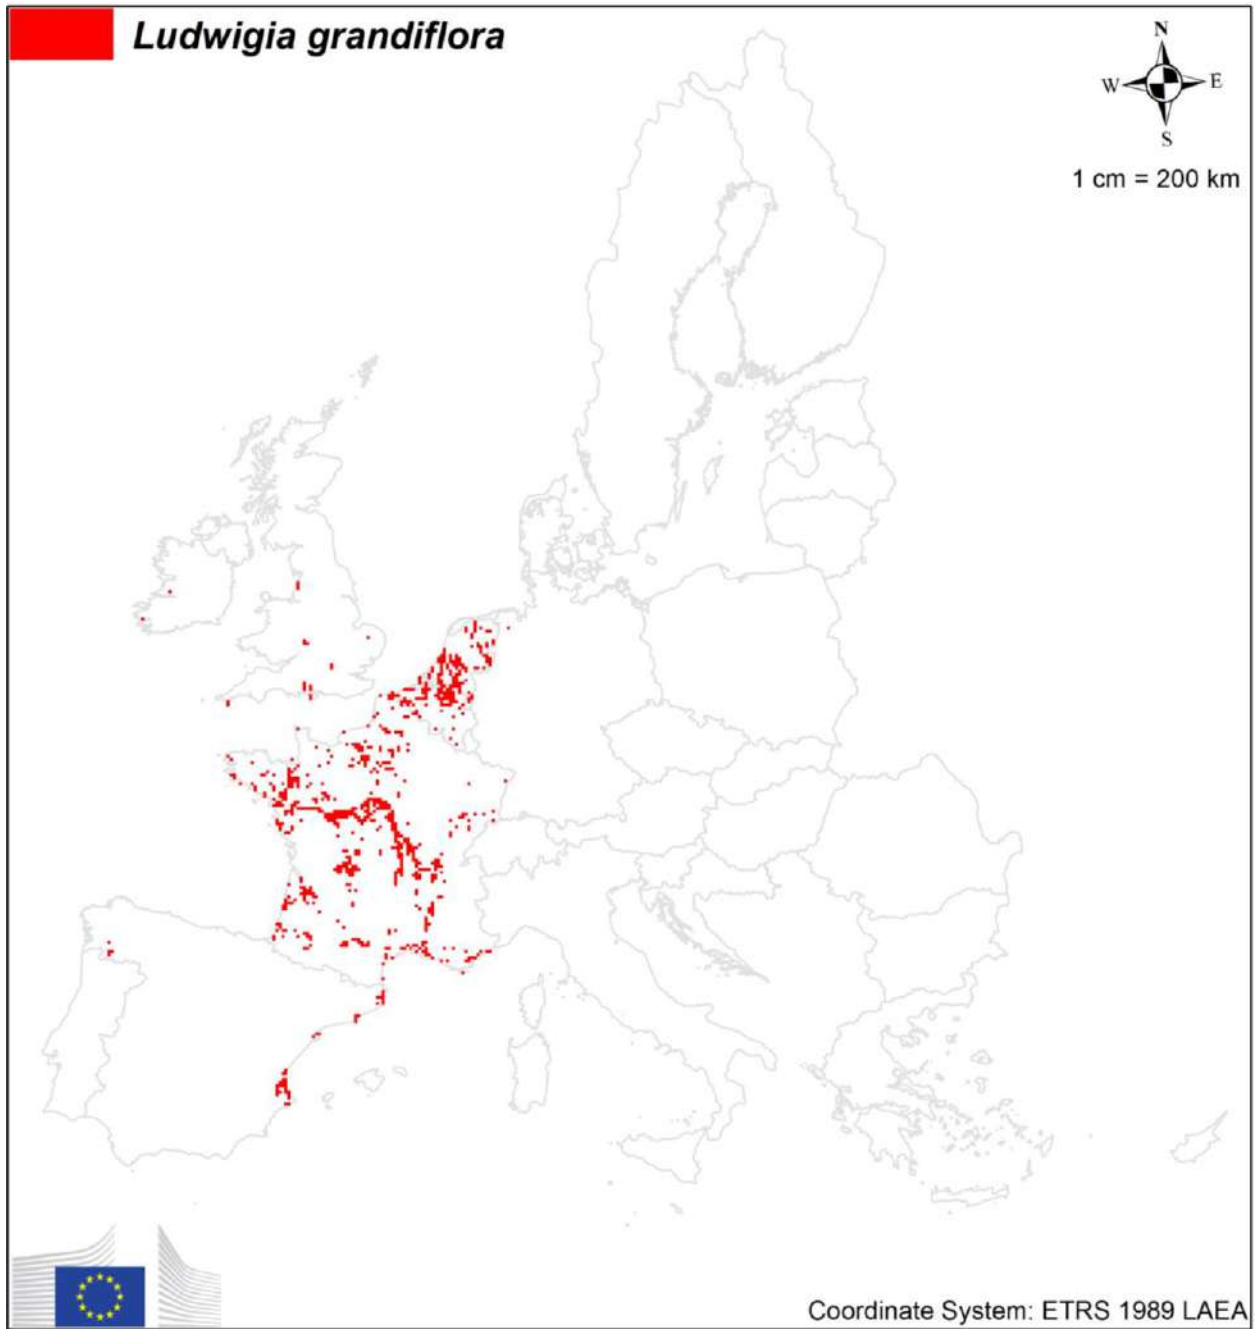 Ludwigia grandiflora
N
W E
S
1 cm = 200 km
Coordinate System: ETRS 1989 LAEA